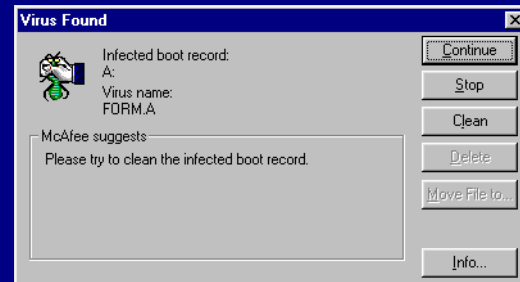 Virus Found
Infected boot record:
A:
Virus name:
FORM.A
McAfee suggests
Please try to clean the infected boot record.
Continue
Stop
Clean
Delete
Move File to...
Info...